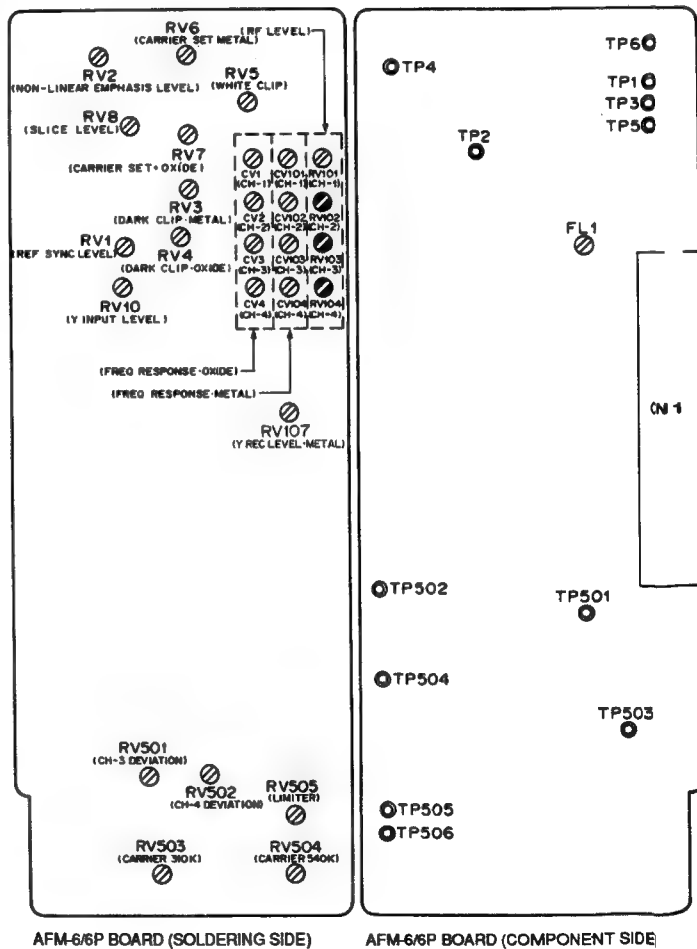 RV6
(CARRIER SET METAL)
(RF LEVEL)
RV2
(NON-LINEAR EMPHASIS LEVEL)
RV5
(WHITE CLIP)
RV8
(SLICE LEVEL)
RV7
(CARRIER SET·OXIDE)
CV1
(CH-1)
CV101
(CH-1)
RV101
(CH-1)
RV3
(DARK CLIP·METAL)
CV2
(CH-2)
CV102
(CH-2)
RV102
(CH-2)
RV1
(REF SYNC LEVEL)
RV4
(DARK CLIP·OXIDE)
CV3
(CH-3)
CV103
(CH-3)
RV103
(CH-3)
RV10
(Y INPUT LEVEL)
CV4
(CH-4)
CV104
(CH-4)
RV104
(CH-4)
(FREQ RESPONSE·OXIDE)
(FREQ RESPONSE·METAL)
RV107
(Y REC LEVEL·METAL)
RV501
(CH-3 DEVIATION)
RV502
(CH-4 DEVIATION)
RV505
(LIMITER)
RV503
(CARRIER 310K)
RV504
(CARRIER 540K)
AFM-6/6P BOARD (SOLDERING SIDE)
TP6
TP4
TP1
TP3
TP5
TP2
FL1
CN1
TP502
TP501
TP504
TP503
TP505
TP506
AFM-6/6P BOARD (COMPONENT SIDE)